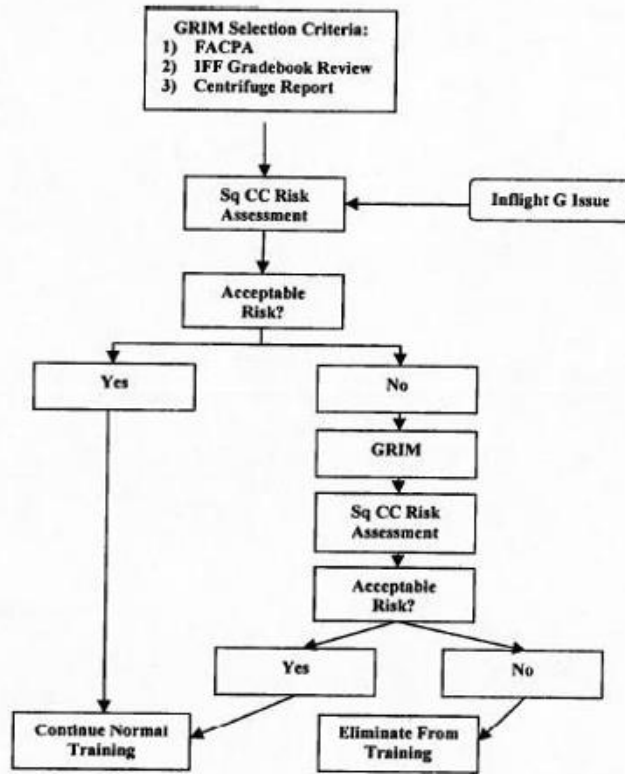 GRIM Selection Criteria:
1) FACPA
2) IFF Gradebook Review
3) Centrifuge Report
Sq CC Risk
Assessment
Inflight G Issue
Acceptable
Risk?
Yes
No
GRIM
Sq CC Risk
Assessment
Acceptable
Risk?
Yes
No
Continue Normal
Training
Eliminate From
Training